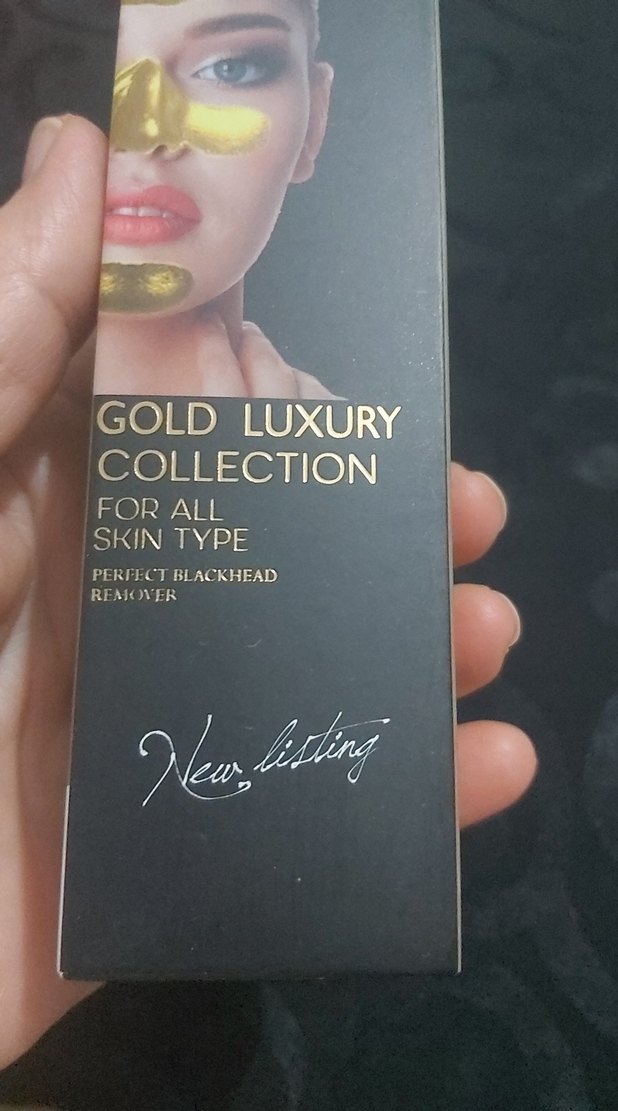 GOLD LUXURY
COLLECTION
FOR ALL
SKIN TYPE
PERFECT BLACKHEAD
REMOVER
New listing